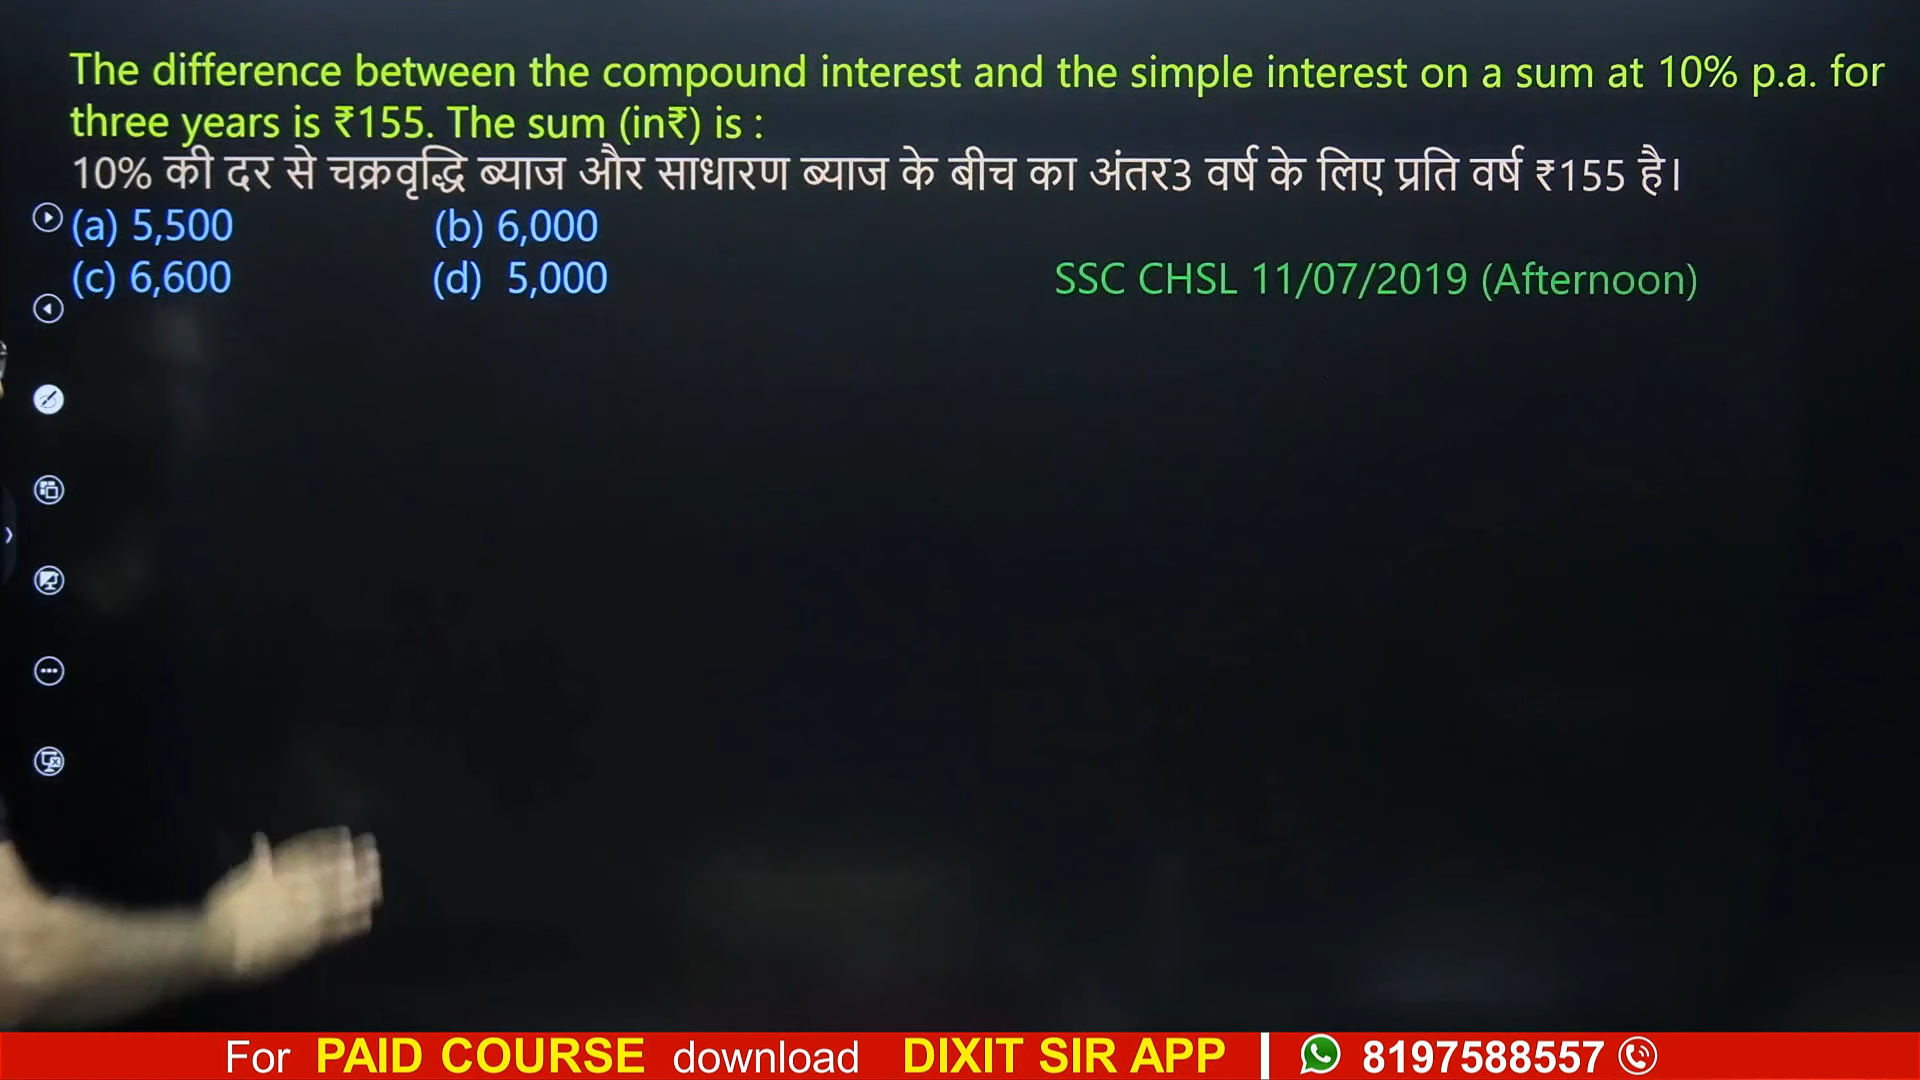 The difference between the compound interest and the simple interest on a sum at 10% p.a. for
three years is ₹155. The sum (in₹) is :
10% की दर से चक्रवृद्धि ब्याज और साधारण ब्याज के बीच का अंतर3 वर्ष के लिए प्रति वर्ष ₹155 है।
(a) 5,500 (b) 6,000
(c) 6,600 (d) 5,000 SSC CHSL 11/07/2019 (Afternoon)
For PAID COURSE download DIXIT SIR APP | 8197588557